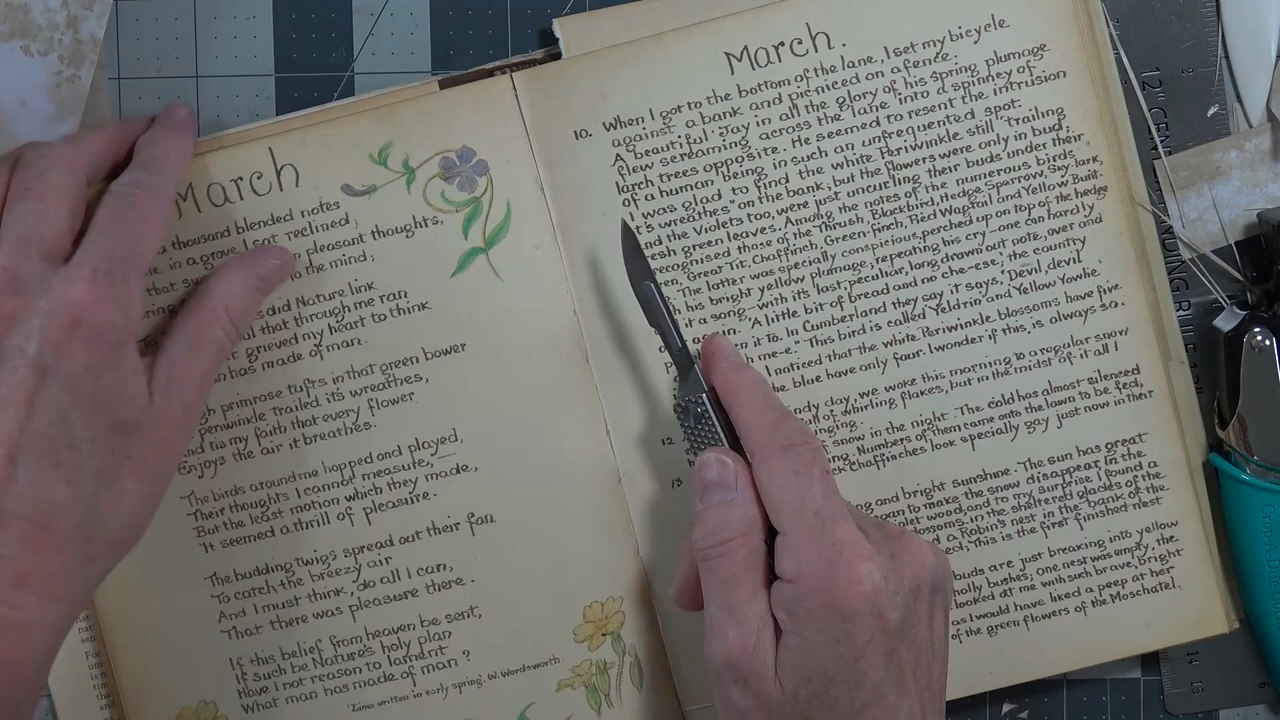 March
a thousand blended notes
in a grove I sat reclined;
pleasant thoughts,
to the mind;
did Nature link
that through me ran
grieved my heart to think
has made of man.
primrose tufts in that green bower
periwinkle trailed its wreathes,
And tis my faith that every flower
Enjoys the air it breathes.
The birds around me hopped and played,
Their thoughts I cannot measure,—
But the least motion which they made,
It seemed a thrill of pleasure.
The budding twigs spread out their fan
To catch the breezy air
And I must think, do all I can,
That there was pleasure there.
If this belief from heaven be sent,
If such be Nature's holy plan
Have I not reason to lament
What man has made of man?
'Lines written in early spring'. W. Wordsworth.
March.
10. When I got to the bottom of the lane, I set my bicycle
against a bank and pic-niced on a fence.
A beautiful Jay in all the glory of his spring plumage
flew screaming across the lane into a spinney of
larch trees opposite. He seemed to resent the intrusion
of a human being in such an unfrequented spot.
I was glad to find the white Periwinkle still "trailing
it's wreathes" on the bank, but the flowers were only in bud;
and the Violets too, were just uncurling their buds under their
fresh green leaves. Among the notes of the numerous birds
recognised those of the Thrush, Blackbird, Hedge Sparrow, Sky-lark,
Great Tit, Chaffinch, Green-finch, Pied Wagtail and Yellow Bunt-
The latter was specially conspicuous, perched up on top of the hedge
his bright yellow plumage, repeating his cry—one can hardly
it a song—with its last, peculiar, long drawn out note, over and
again. 'A little bit of bread and no che-ese', the country
it to. In Cumberland they say it says, 'Devil, devil
me-e." This bird is called 'Yeldrin' and 'Yellow Yowlie'.
I noticed that the white Periwinkle blossoms have five
the blue have only four. I wonder if this, is always so.
12 day, we woke this morning to a regular snow
of whirling flakes, but in the midst of it all I
singing.
13 snow in the night. The cold has almost silenced
Numbers of them came onto the lawn to be fed;
Chaffinches look specially gay just now in their
and bright sunshine. The sun has great
to make the snow disappear. In the
wood, and to my surprise I found a
blossoms, in the sheltered glades of the
a Robin's nest in the bank of the
This is the first finished nest
buds are just breaking into yellow
holly bushes; one nest was empty, the
looked at me with such brave, bright
as I would have liked a peep at her
of the green flowers of the Moschatel.
12"